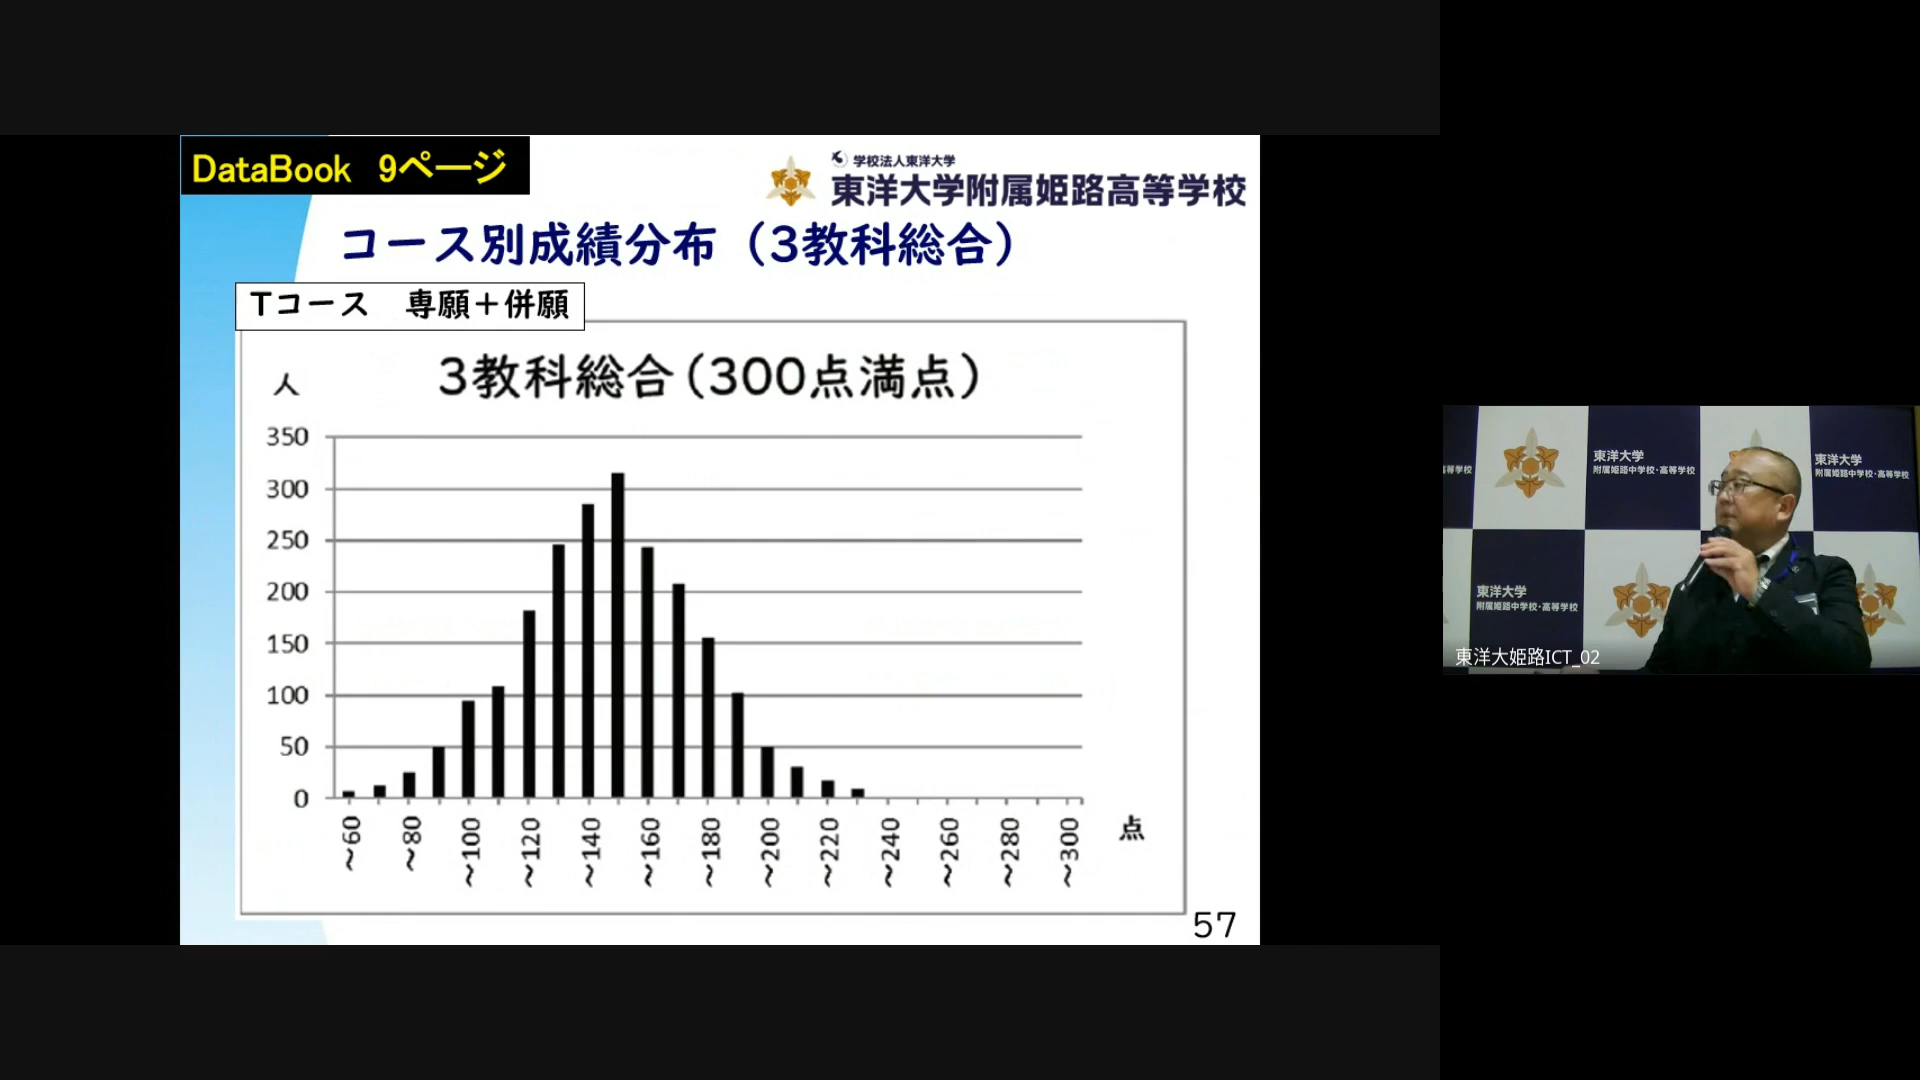 DataBook 9ページ
学校法人東洋大学
東洋大学附属姫路高等学校
コース別成績分布（3教科総合）
Tコース　専願＋併願
人
3教科総合（300点満点）
350
300
250
200
150
100
50
0
～60
～80
～100
～120
～140
～160
～180
～200
～220
～240
～260
～280
～300
点
57
等学校
東洋大学
附属姫路中学校・高等学校
東洋大学
附属姫路中学校・高等学校
東洋大学
附属姫路中学校・高等学校
東洋大姫路ICT_02